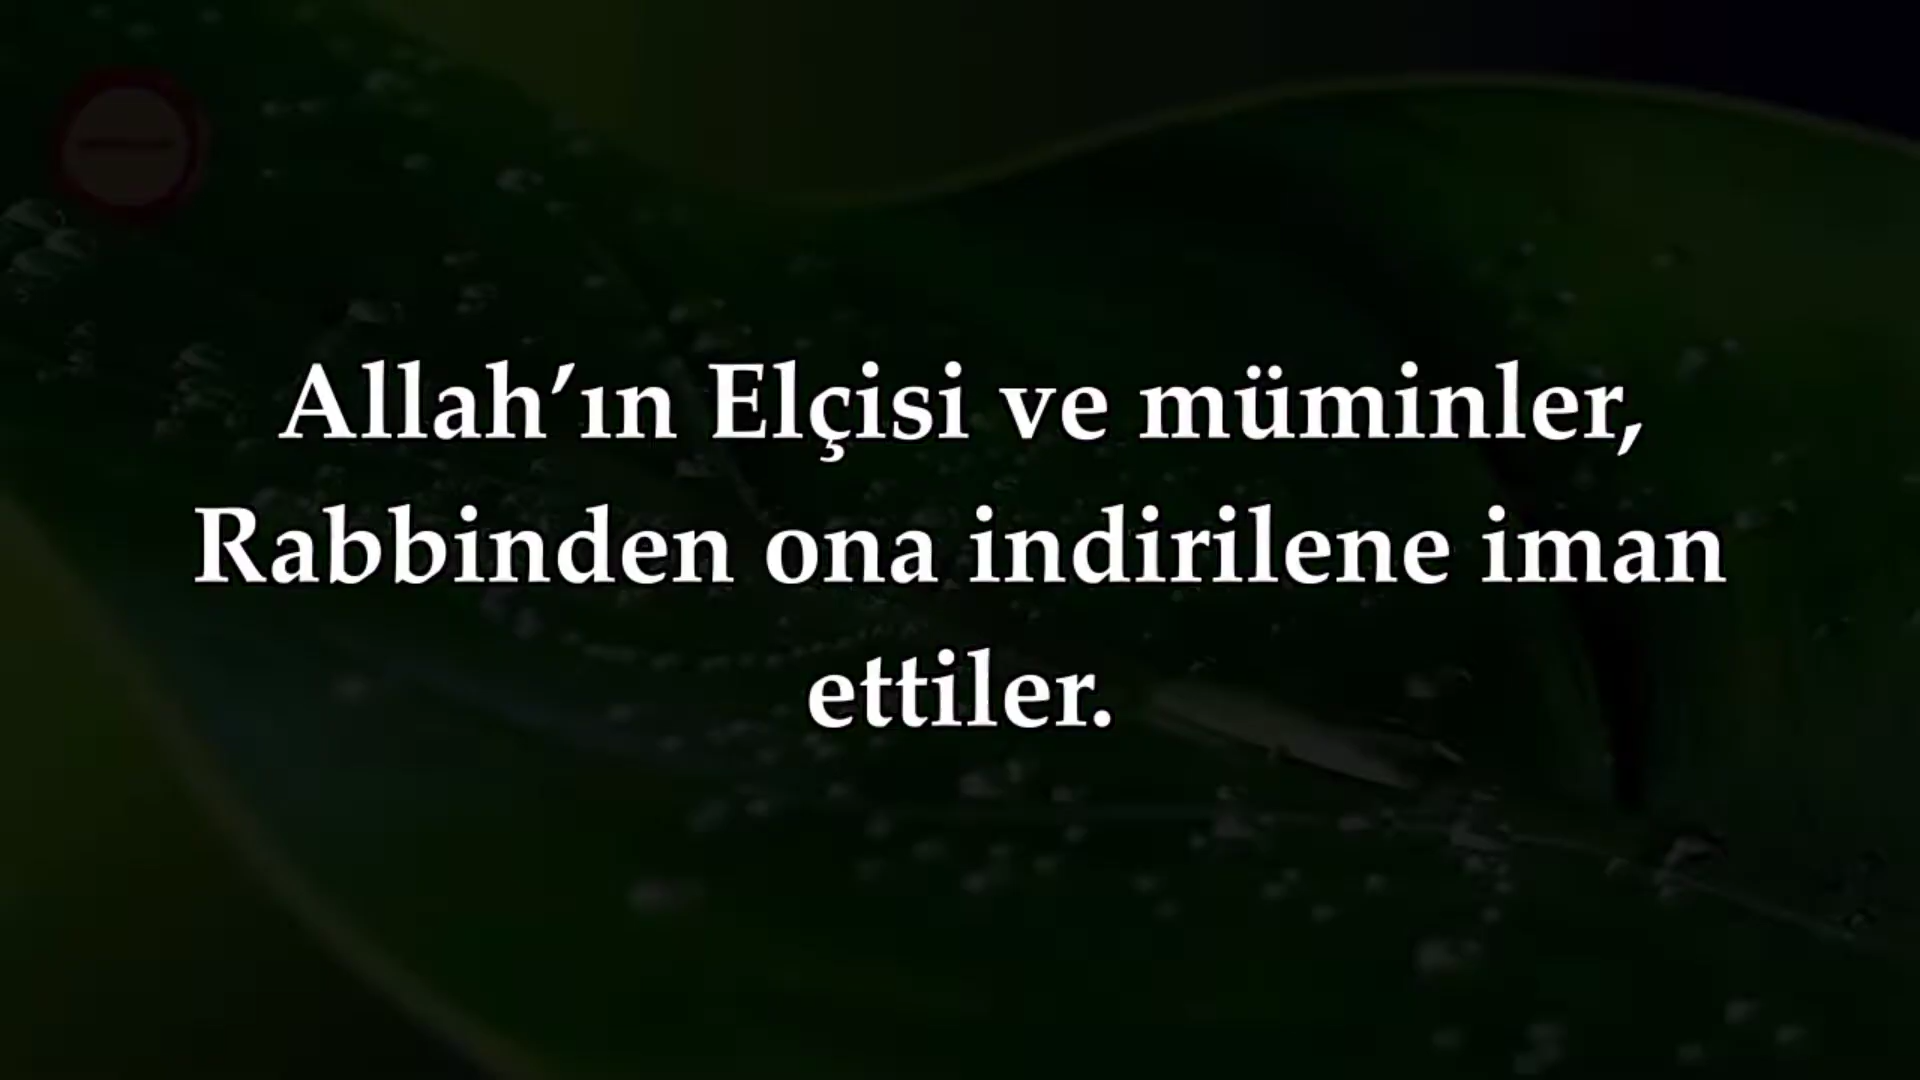 Allah’ın Elçisi ve müminler,
Rabbinden ona indirilene iman
ettiler.